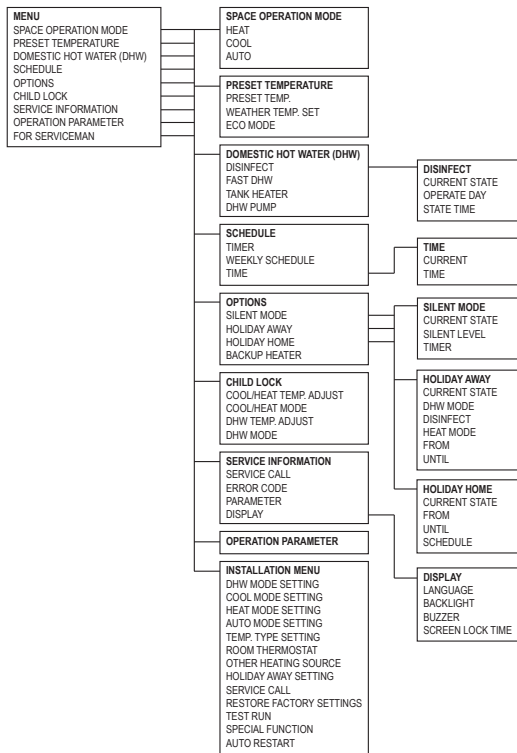 MENU
SPACE OPERATION MODE
PRESET TEMPERATURE
DOMESTIC HOT WATER (DHW)
SCHEDULE
OPTIONS
CHILD LOCK
SERVICE INFORMATION
OPERATION PARAMETER
FOR SERVICEMAN
SPACE OPERATION MODE
HEAT
COOL
AUTO
PRESET TEMPERATURE
PRESET TEMP.
WEATHER TEMP. SET
ECO MODE
DOMESTIC HOT WATER (DHW)
DISINFECT
FAST DHW
TANK HEATER
DHW PUMP
DISINFECT
CURRENT STATE
OPERATE DAY
STATE TIME
SCHEDULE
TIMER
WEEKLY SCHEDULE
TIME
TIME
CURRENT
TIME
OPTIONS
SILENT MODE
HOLIDAY AWAY
HOLIDAY HOME
BACKUP HEATER
SILENT MODE
CURRENT STATE
SILENT LEVEL
TIMER
HOLIDAY AWAY
CURRENT STATE
DHW MODE
DISINFECT
HEAT MODE
FROM
UNTIL
HOLIDAY HOME
CURRENT STATE
FROM
UNTIL
SCHEDULE
CHILD LOCK
COOL/HEAT TEMP. ADJUST
COOL/HEAT MODE
DHW TEMP. ADJUST
DHW MODE
SERVICE INFORMATION
SERVICE CALL
ERROR CODE
PARAMETER
DISPLAY
DISPLAY
LANGUAGE
BACKLIGHT
BUZZER
SCREEN LOCK TIME
OPERATION PARAMETER
INSTALLATION MENU
DHW MODE SETTING
COOL MODE SETTING
HEAT MODE SETTING
AUTO MODE SETTING
TEMP. TYPE SETTING
ROOM THERMOSTAT
OTHER HEATING SOURCE
HOLIDAY AWAY SETTING
SERVICE CALL
RESTORE FACTORY SETTINGS
TEST RUN
SPECIAL FUNCTION
AUTO RESTART